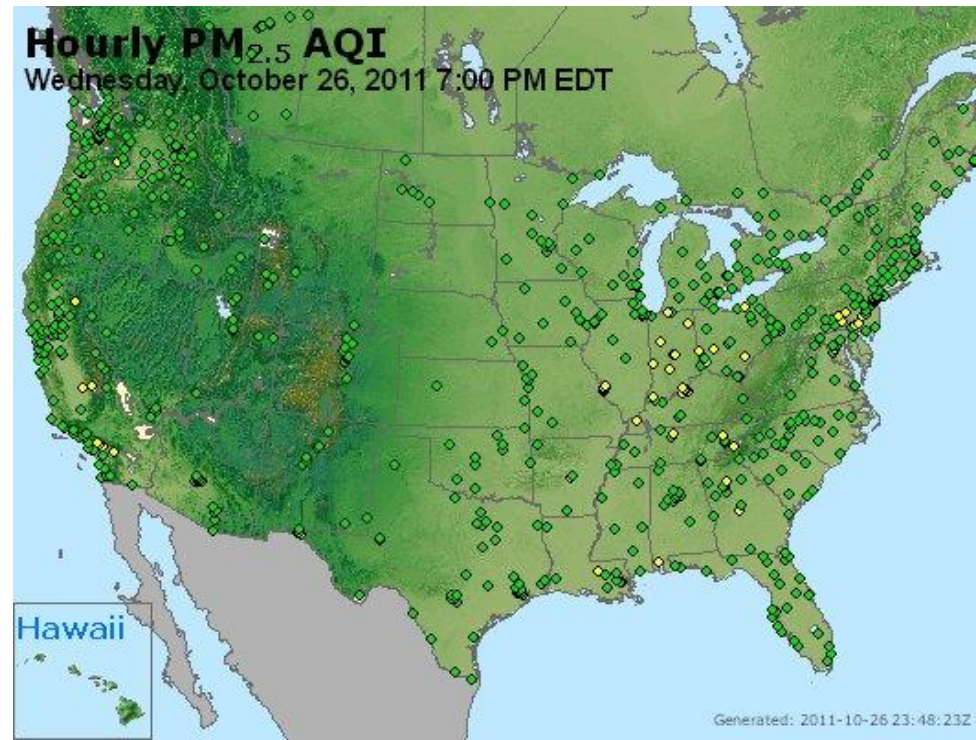 Hourly PM2.5 AQI
Wednesday, October 26, 2011 7:00 PM EDT
Hawaii
Generated: 2011-10-26 23:48:23Z